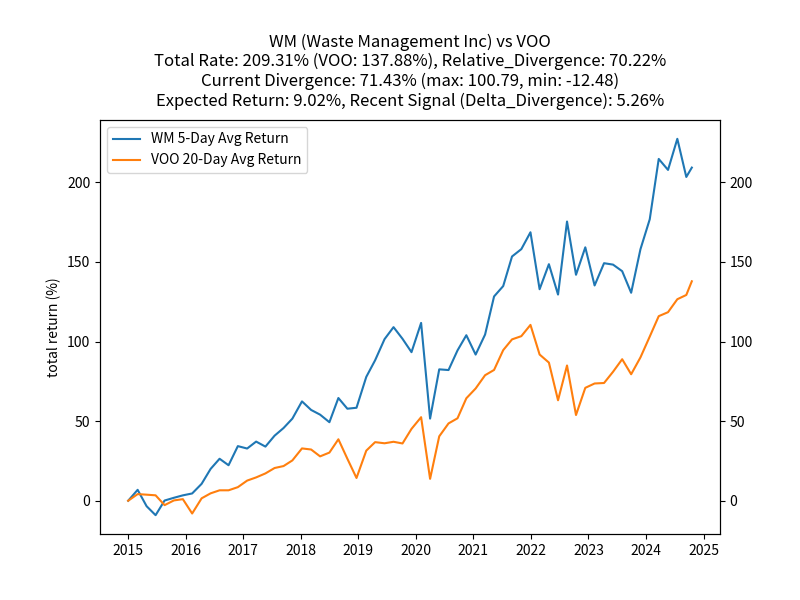 WM (Waste Management Inc) vs VOO
Total Rate: 209.31% (VOO: 137.88%), Relative_Divergence: 70.22%
Current Divergence: 71.43% (max: 100.79, min: -12.48)
Expected Return: 9.02%, Recent Signal (Delta_Divergence): 5.26%
WM 5-Day Avg Return
VOO 20-Day Avg Return
total return (%)
200
150
100
50
0
200
150
100
50
0
2015 2016 2017 2018 2019 2020 2021 2022 2023 2024 2025